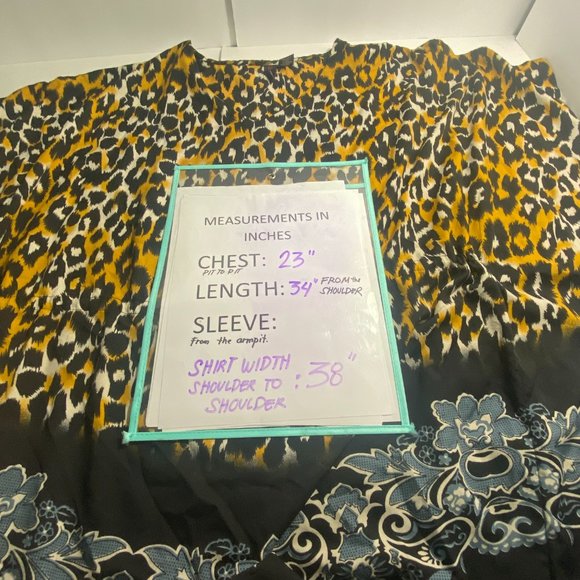 MEASUREMENTS IN
INCHES
CHEST: 23"
PIT TO PIT
LENGTH: 34" FROM the
SHOULDER
SLEEVE:
from the armpit.
SHIRT WIDTH
SHOULDER TO : 38"
SHOULDER